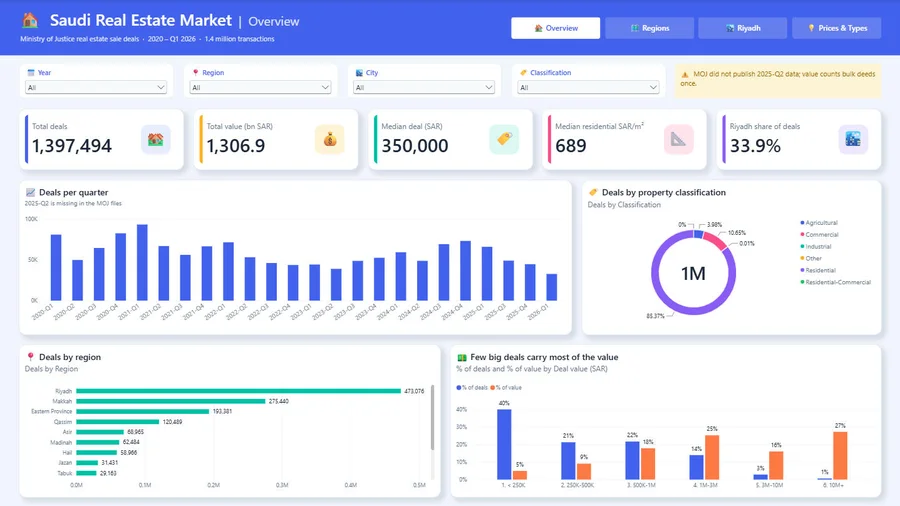 Saudi Real Estate Market | Overview
Ministry of Justice real estate sale deals · 2020 – Q1 2026 · 1.4 million transactions
Overview
Regions
Riyadh
Prices & Types
Year
All
Region
All
City
All
Classification
All
MOJ did not publish 2025-Q2 data; value counts bulk deeds
once.
Total deals
1,397,494
Total value (bn SAR)
1,306.9
Median deal (SAR)
350,000
Median residential SAR/m²
689
Riyadh share of deals
33.9%
Deals per quarter
2025-Q2 is missing in the MOJ files
100K
50K
0K
2020-Q1
2020-Q2
2020-Q3
2020-Q4
2021-Q1
2021-Q2
2021-Q3
2021-Q4
2022-Q1
2022-Q2
2022-Q3
2022-Q4
2023-Q1
2023-Q2
2023-Q3
2023-Q4
2024-Q1
2024-Q2
2024-Q3
2024-Q4
2025-Q1
2025-Q3
2025-Q4
2026-Q1
Deals by property classification
Deals by Classification
0%
3.98%
10.65%
0.01%
1M
85.37%
Agricultural
Commercial
Industrial
Other
Residential
Residential-Commercial
Deals by region
Deals by Region
Riyadh 473,076
Makkah 275,440
Eastern Province 193,381
Qassim 120,489
Asir 68,965
Madinah 62,484
Hail 58,966
Jazan 31,431
Tabuk 29,163
0.0M 0.1M 0.2M 0.3M 0.4M 0.5M
Few big deals carry most of the value
% of deals and % of value by Deal value (SAR)
% of deals % of value
40%
30%
20%
10%
0%
40% 5%
21% 9%
22% 18%
14% 25%
3% 16%
1% 27%
1. < 250K 2. 250K-500K 3. 500K-1M 4. 1M-3M 5. 3M-10M 6. 10M+